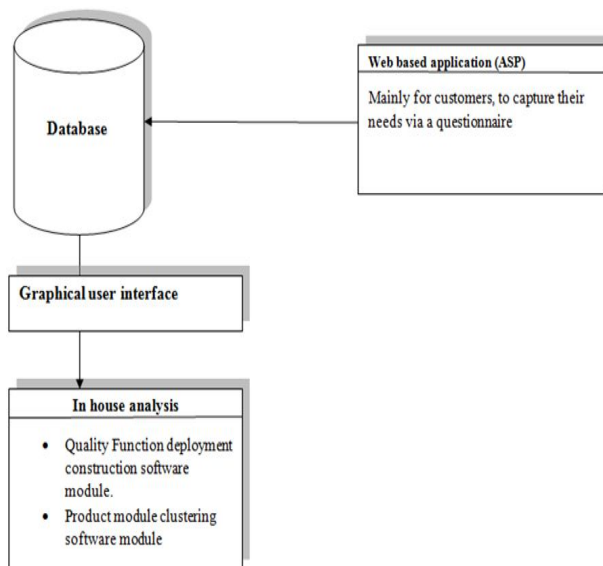 Database
Web based application (ASP)
Mainly for customers, to capture their
needs via a questionnaire
Graphical user interface
In house analysis
• Quality Function deployment
construction software
module.
• Product module clustering
software module